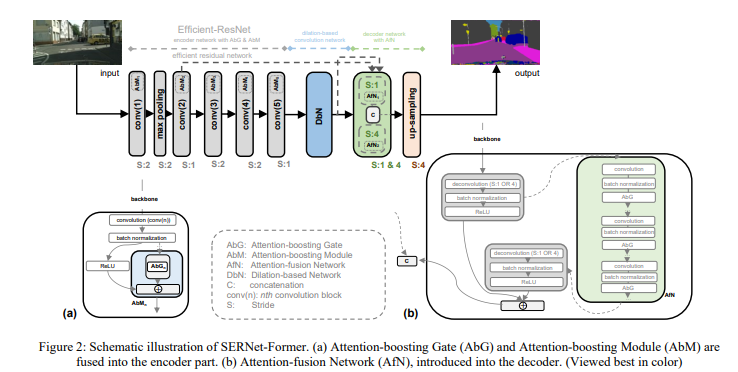 Efficient-ResNet
encoder network with AbG & AbM
dilation-based
convolution network
decoder network
with AfN
efficient residual network
input
output
conv(1)
AbM₁
max pooling
conv(2)
AbM₂
conv(3)
AbM₃
conv(4)
AbM₄
conv(5)
AbM₅
DbN
S:1
AfN₁
C
S:4
AfN₂
up-sampling
S:2
S:2
S:1
S:2
S:2
S:1
S:1 & 4
S:4
backbone
backbone
convolution (conv(n))
batch normalization
ReLU
AbGₙ
AbMₙ
(a)
AbG: Attention-boosting Gate
AbM: Attention-boosting Module
AfN: Attention-fusion Network
DbN: Dilation-based Network
C: concatenation
conv(n): nth convolution block
S: Stride
C
(b)
deconvolution (S:1 OR 4)
batch normalization
ReLU
deconvolution (S:1 OR 4)
batch normalization
ReLU
convolution
batch normalization
AbG
convolution
batch normalization
AbG
convolution
batch normalization
AbG
AfN
Figure 2: Schematic illustration of SERNet-Former. (a) Attention-boosting Gate (AbG) and Attention-boosting Module (AbM) are
fused into the encoder part. (b) Attention-fusion Network (AfN), introduced into the decoder. (Viewed best in color)